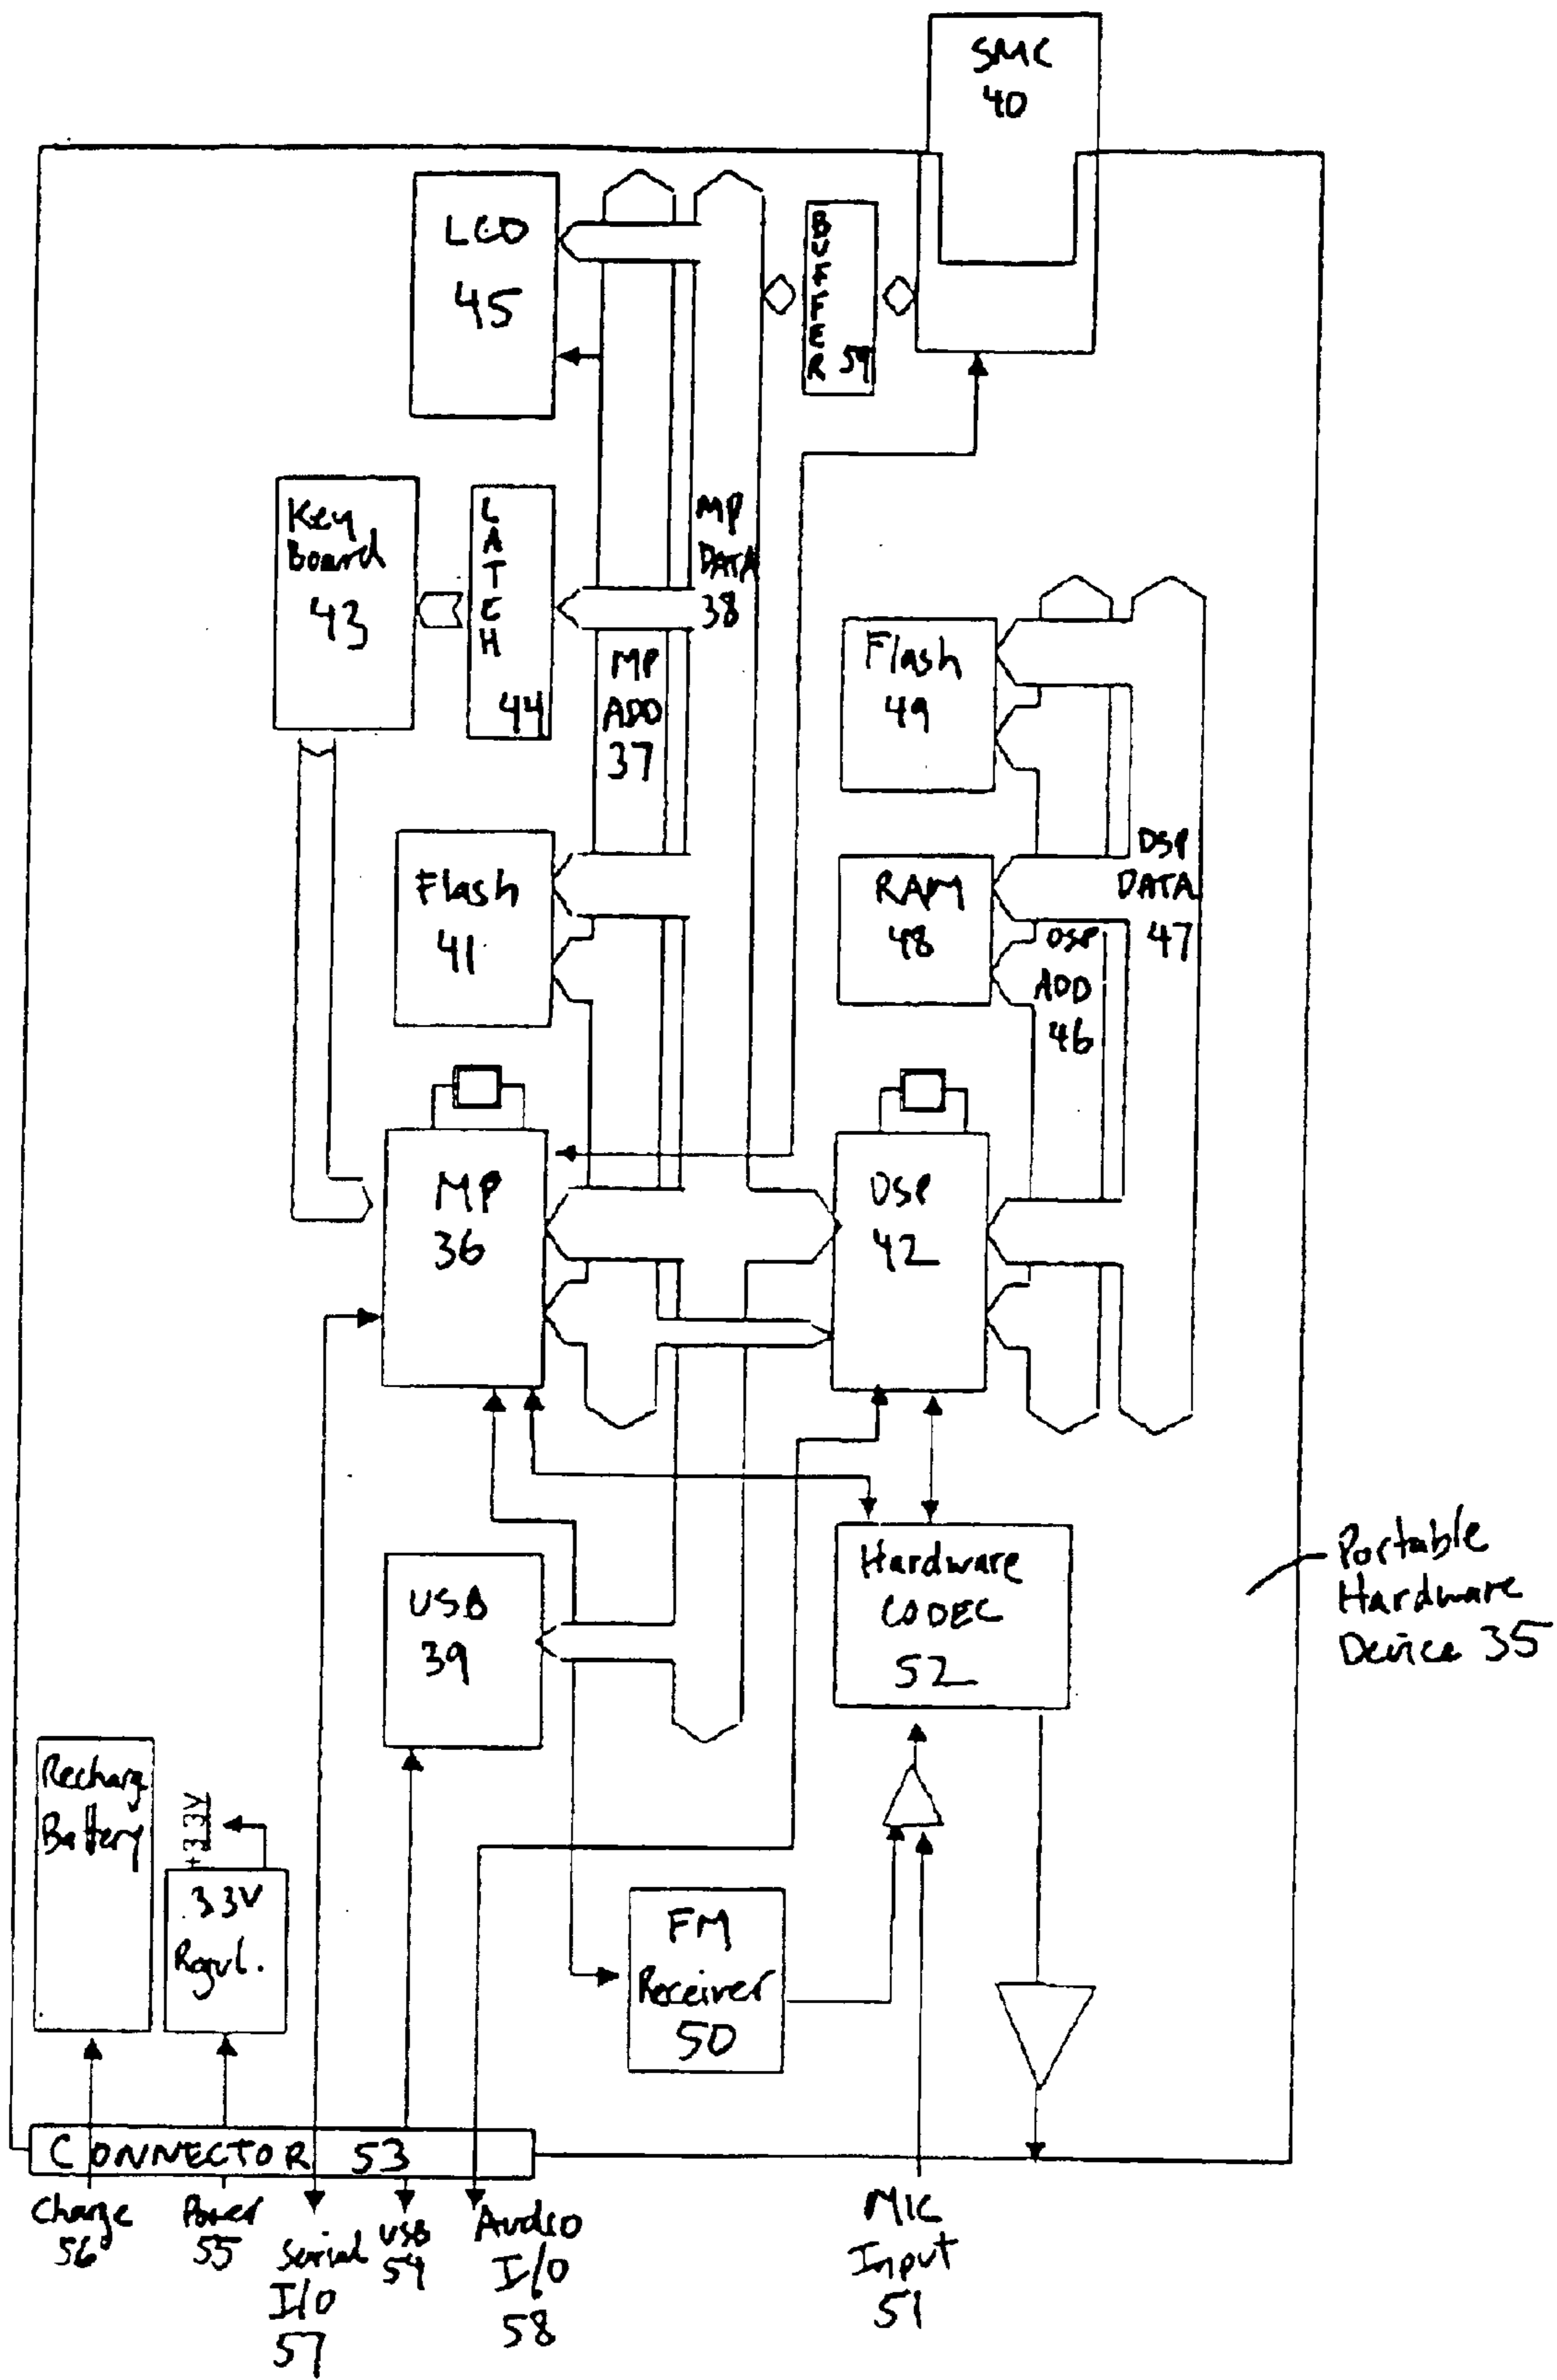 SMC
40
LCD
45
BUFFER
59
Key
board
43
LATCH
44
MP
DATA
38
MP
ADD
37
Flash
49
Flash
41
RAM
48
DSP
DATA
47
DSP
ADD
46
MP
36
DSP
42
USB
39
Hardware
CODEC
52
Portable
Hardware
Device 35
Recharg
Battery
+3.3V
3.3V
Regul.
FM
Receiver
50
CONNECTOR 53
Charge
56
Power
55
Serial
I/O
57
USB
54
Audio
I/O
58
MIC
Input
51